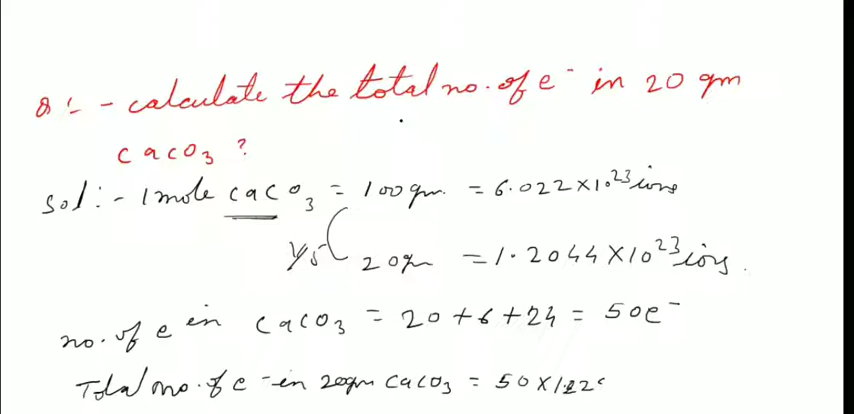 Q:- - calculate the total no. of e⁻ in 20 gm
CaCO₃ ?
Sol:- 1 mole CaCO₃ = 100 gm = 6.022 × 10²³ ions
1/5 ( 20 gm = 1.2044 × 10²³ ions.
no. of e in CaCO₃ = 20 + 6 + 24 = 50e⁻
Total no. of e⁻ in 20 gm CaCO₃ = 50 ×